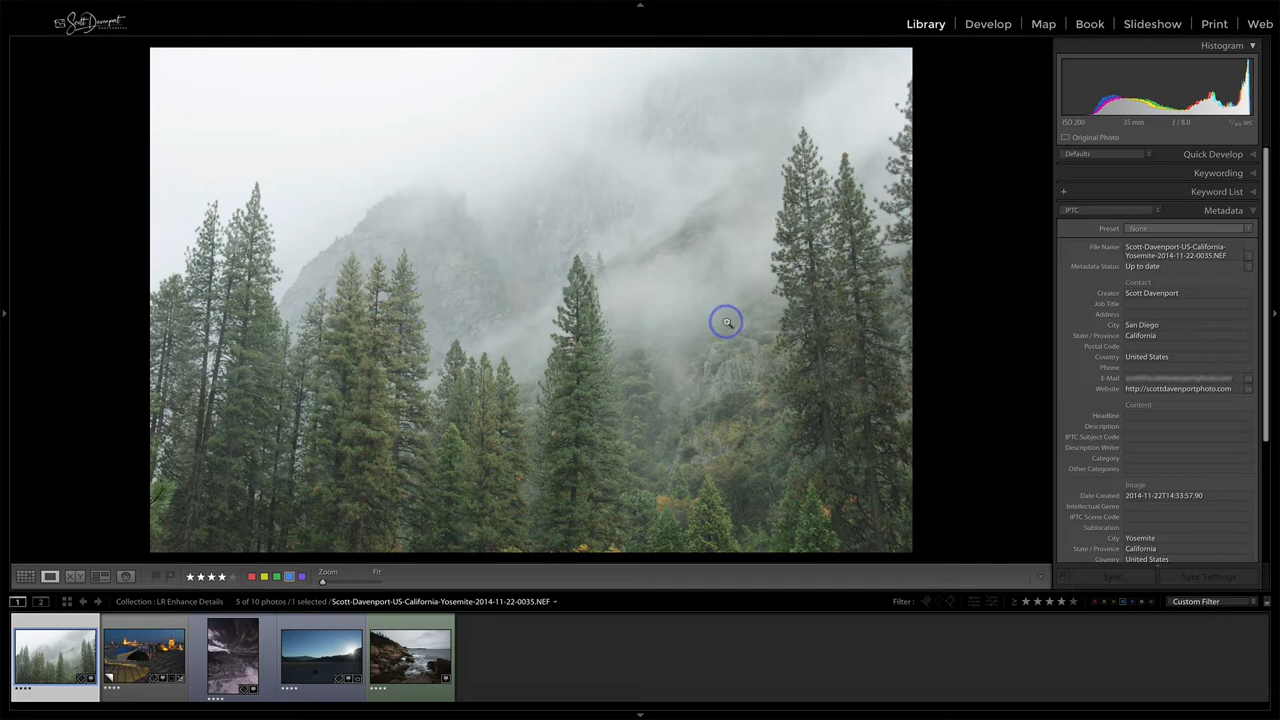 Scott Davenport
PHOTOGRAPHY
Library | Develop | Map | Book | Slideshow | Print | Web
Histogram
ISO 200 35 mm ƒ / 8.0 1/60 sec
Original Photo
Defaults Quick Develop
Keywording
+ Keyword List
IPTC Metadata
Preset None
File Name Scott-Davenport-US-California-
Yosemite-2014-11-22-0035.NEF
Metadata Status Up to date
Contact
Creator Scott Davenport
Job Title
Address
City San Diego
State / Province California
Postal Code
Country United States
Phone
E-Mail
Website http://scottdavenportphoto.com
Content
Headline
Description
IPTC Subject Code
Description Writer
Category
Other Categories
Image
Date Created 2014-11-22T14:33:57.90
Intellectual Genre
IPTC Scene Code
Sublocation
City Yosemite
State / Province California
Country United States
Zoom Fit
Sync Sync Settings
1 2 Collection : LR Enhance Details 5 of 10 photos / 1 selected / Scott-Davenport-US-California-Yosemite-2014-11-22-0035.NEF
Filter : ≥ ★★★★★ Custom Filter